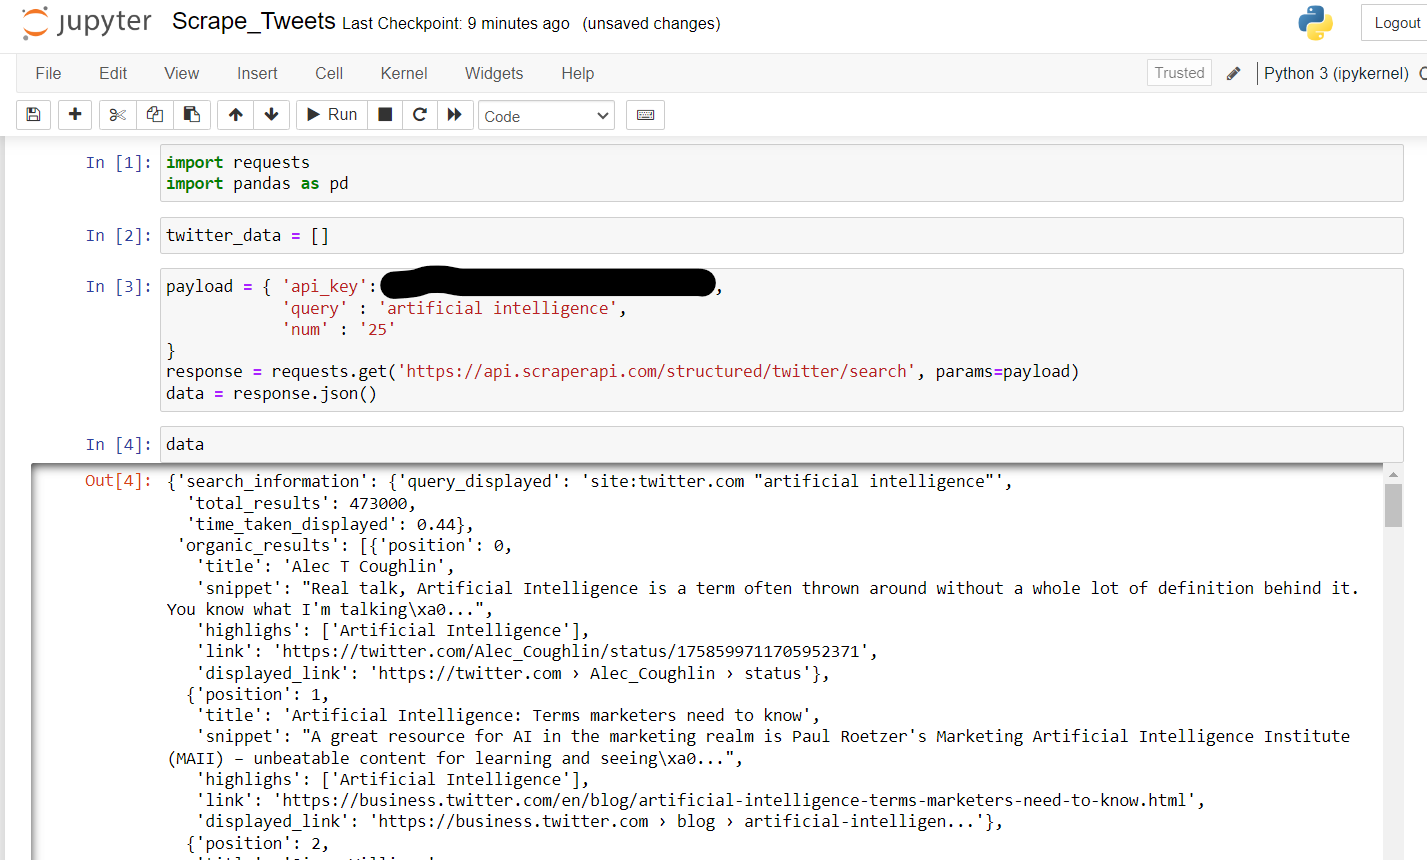 jupyter Scrape_Tweets Last Checkpoint: 9 minutes ago (unsaved changes) Logout
File Edit View Insert Cell Kernel Widgets Help Trusted Python 3 (ipykernel)
Run Code
In [1]: import requests
import pandas as pd
In [2]: twitter_data = []
In [3]: payload = { 'api_key': ,
'query' : 'artificial intelligence',
'num' : '25'
}
response = requests.get('https://api.scraperapi.com/structured/twitter/search', params=payload)
data = response.json()
In [4]: data
Out[4]: {'search_information': {'query_displayed': 'site:twitter.com "artificial intelligence"',
'total_results': 473000,
'time_taken_displayed': 0.44},
'organic_results': [{'position': 0,
'title': 'Alec T Coughlin',
'snippet': "Real talk, Artificial Intelligence is a term often thrown around without a whole lot of definition behind it.
You know what I'm talking\xa0...",
'highlighs': ['Artificial Intelligence'],
'link': 'https://twitter.com/Alec_Coughlin/status/1758599711705952371',
'displayed_link': 'https://twitter.com › Alec_Coughlin › status'},
{'position': 1,
'title': 'Artificial Intelligence: Terms marketers need to know',
'snippet': "A great resource for AI in the marketing realm is Paul Roetzer's Marketing Artificial Intelligence Institute
(MAII) – unbeatable content for learning and seeing\xa0...",
'highlighs': ['Artificial Intelligence'],
'link': 'https://business.twitter.com/en/blog/artificial-intelligence-terms-marketers-need-to-know.html',
'displayed_link': 'https://business.twitter.com › blog › artificial-intelligen...'},
{'position': 2,